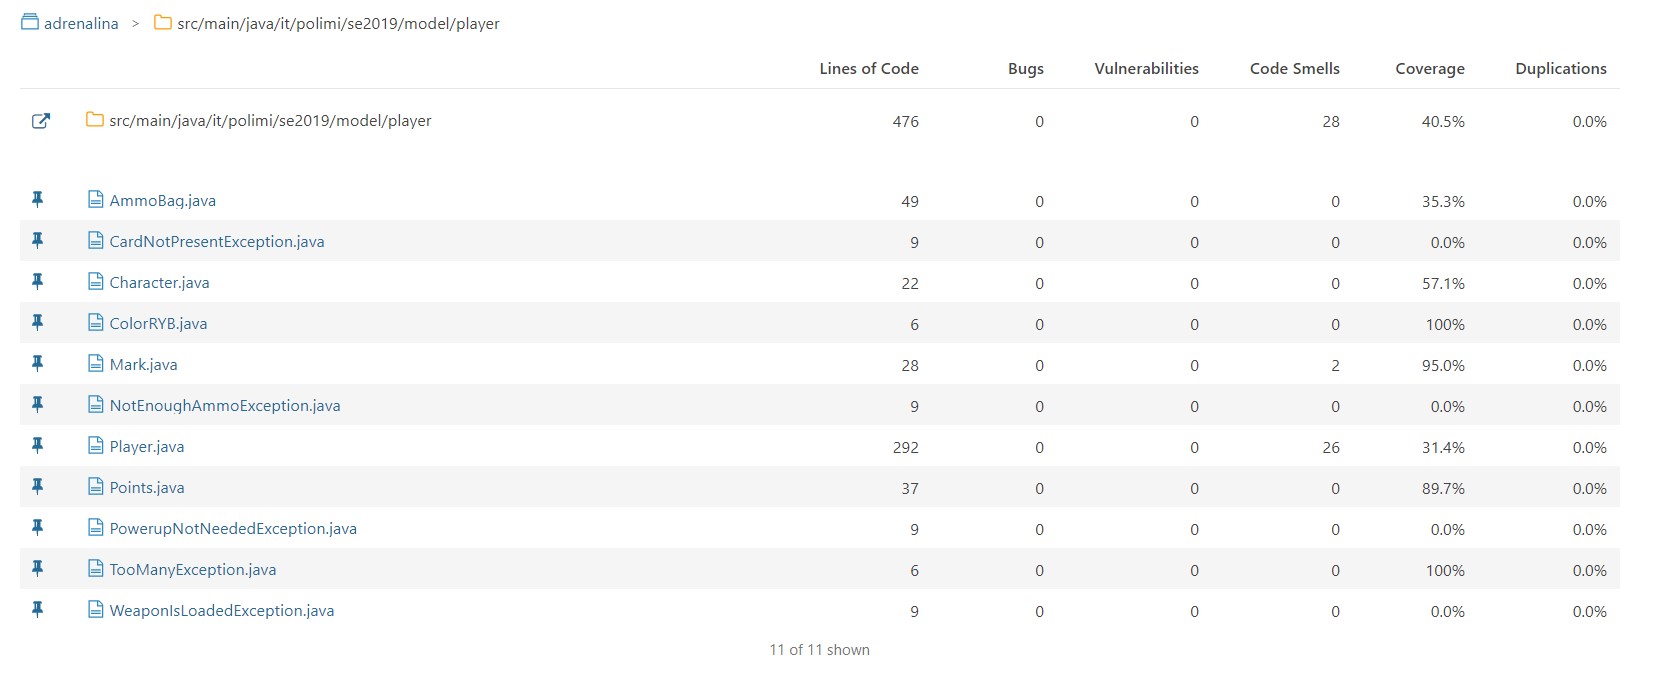 adrenalina > src/main/java/it/polimi/se2019/model/player
Lines of Code Bugs Vulnerabilities Code Smells Coverage Duplications
src/main/java/it/polimi/se2019/model/player 476 0 0 28 40.5% 0.0%
AmmoBag.java 49 0 0 0 35.3% 0.0%
CardNotPresentException.java 9 0 0 0 0.0% 0.0%
Character.java 22 0 0 0 57.1% 0.0%
ColorRYB.java 6 0 0 0 100% 0.0%
Mark.java 28 0 0 2 95.0% 0.0%
NotEnoughAmmoException.java 9 0 0 0 0.0% 0.0%
Player.java 292 0 0 26 31.4% 0.0%
Points.java 37 0 0 0 89.7% 0.0%
PowerupNotNeededException.java 9 0 0 0 0.0% 0.0%
TooManyException.java 6 0 0 0 100% 0.0%
WeaponIsLoadedException.java 9 0 0 0 0.0% 0.0%
11 of 11 shown